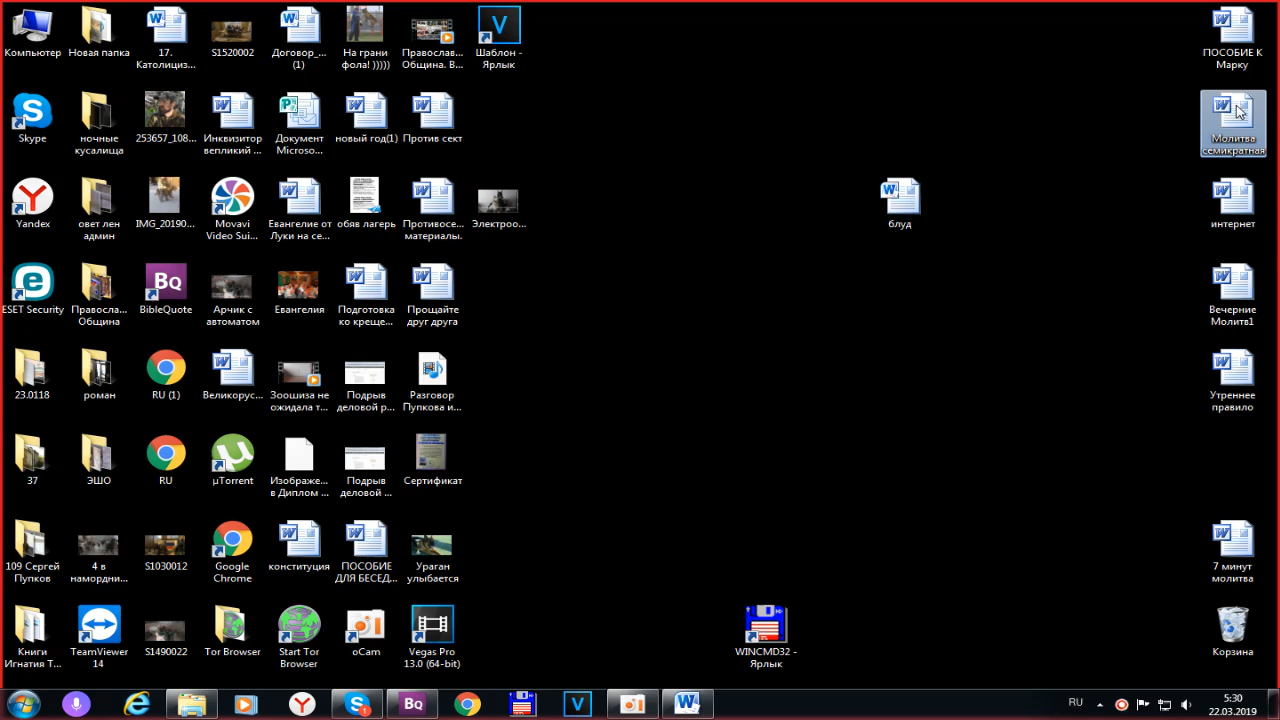 Компьютер
Новая папка
17.
Католициз...
S1520002
Договор_...
(1)
На грани
фола! )))))
Православ...
Община. В...
Шаблон -
Ярлык
ПОСОБИЕ К
Марку
Skype
ночные
кусалища
253657_108...
Инквизитор
вепликий ...
Документ
Microso...
новый год(1)
Против сект
Молитва
семикратная
Yandex
овет лен
админ
IMG_20190...
Movavi
Video Sui...
Евангелие от
Луки на се...
обяв лагерь
Противосе...
материалы.
Электроо...
блуд
интернет
ESET Security
Правосла...
Община
BibleQuote
Арчик с
автоматом
Евангелия
Подготовка
ко креще...
Прощайте
друг друга
Вечерние
Молитв1
23.0118
роман
RU (1)
Великорус...
Зоошиза не
ожидала т...
Подрыв
деловой р...
Разговор
Пупкова и...
Утреннее
правило
37
ЭШО
RU
µTorrent
Изображе...
в Диплом ...
Подрыв
деловой ...
Сертификат
109 Сергей
Пупков
4 в
намордни...
S1030012
Google
Chrome
конституция
ПОСОБИЕ
ДЛЯ БЕСЕД...
Ураган
улыбается
7 минут
молитва
Книги
Игнатия Т...
TeamViewer
14
S1490022
Tor Browser
Start Tor
Browser
oCam
Vegas Pro
13.0 (64-bit)
WINCMD32 -
Ярлык
Корзина
RU
5:30
22.03.2019